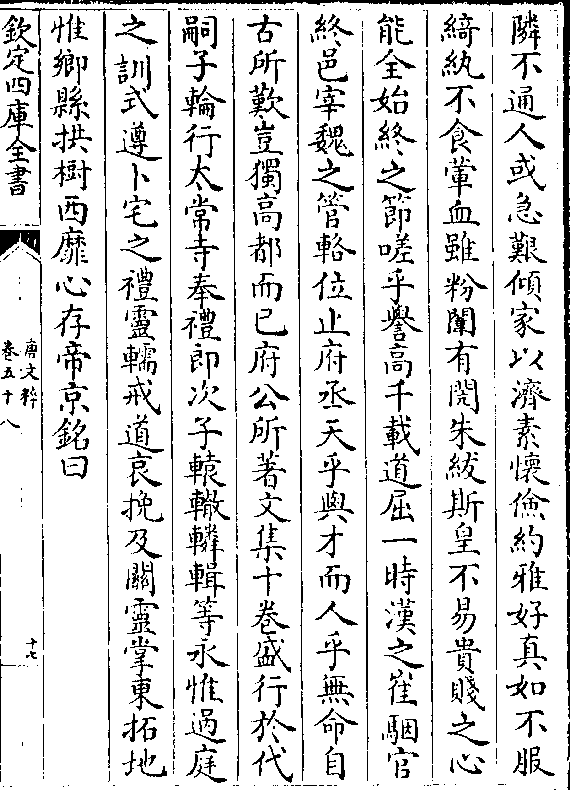 隣不通人或急艱傾家以濟素懷儉約雅好真如不服
綺紈不食葷血雖粉闈有閱朱紱斯皇不易貴賤之心
能全始終之節嗟乎譽高千載道屈一時漢之崔駰官
終邑宰魏之管輅位止府丞天乎與才而人乎無命自
古所歎豈獨高都而已府公所著文集十卷盛行於代
嗣子輪行太常寺奉禮即次子轅轍轔輯等永惟過庭
之訓式遵卜宅之禮靈轜戒道哀挽及關靈掌東拓地
惟鄉縣拱樹西靡心存帝京銘曰
欽定四庫全書
唐文粹
卷五十八
十七